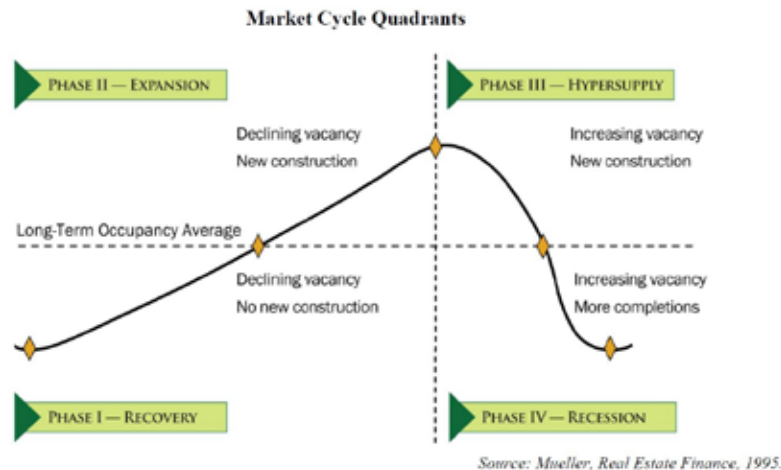 Market Cycle Quadrants
PHASE II — EXPANSION
PHASE III — HYPERSUPPLY
Declining vacancy
New construction
Increasing vacancy
New construction
Long-Term Occupancy Average
Declining vacancy
No new construction
Increasing vacancy
More completions
PHASE I — RECOVERY
PHASE IV — RECESSION
Source: Mueller, Real Estate Finance, 1995.